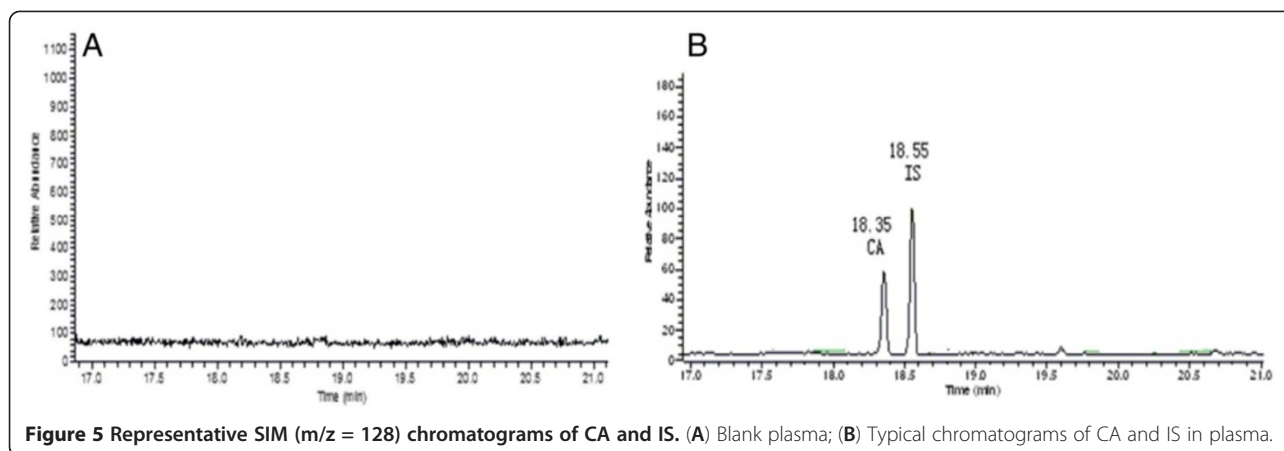 A
1100
1000
900
800
700
600
500
400
300
200
100
0
Relative Abundance
17.0 17.5 18.0 18.5 19.0 19.5 20.0 20.5 21.0
Time (min)
B
180
160
140
120
100
80
60
40
20
0
Relative Abundance
18.55
IS
18.35
CA
17.0 17.5 18.0 18.5 19.0 19.5 20.0 20.5 21.0
Time (min)
Figure 5 Representative SIM (m/z = 128) chromatograms of CA and IS. (A) Blank plasma; (B) Typical chromatograms of CA and IS in plasma.